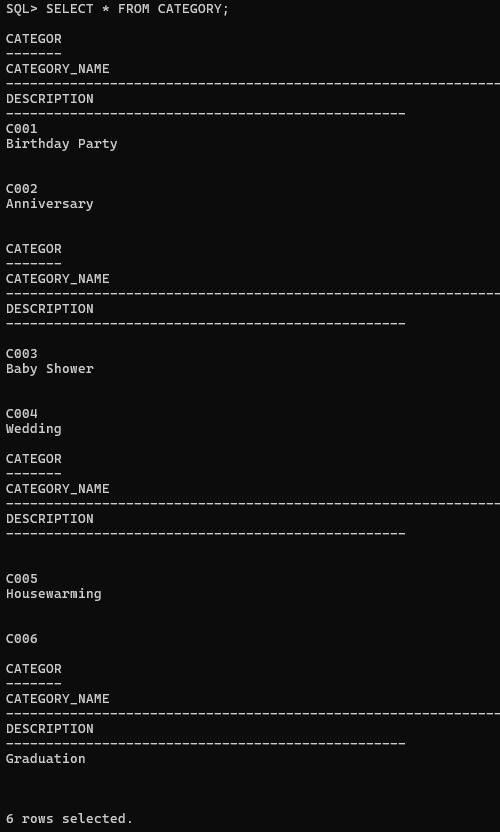 SQL> SELECT * FROM CATEGORY;
CATEGOR
-------
CATEGORY_NAME
--------------------------------------------------------------
DESCRIPTION
--------------------------------------------------
C001
Birthday Party
C002
Anniversary
CATEGOR
-------
CATEGORY_NAME
--------------------------------------------------------------
DESCRIPTION
--------------------------------------------------
C003
Baby Shower
C004
Wedding
CATEGOR
-------
CATEGORY_NAME
--------------------------------------------------------------
DESCRIPTION
--------------------------------------------------
C005
Housewarming
C006
CATEGOR
-------
CATEGORY_NAME
--------------------------------------------------------------
DESCRIPTION
--------------------------------------------------
Graduation
6 rows selected.